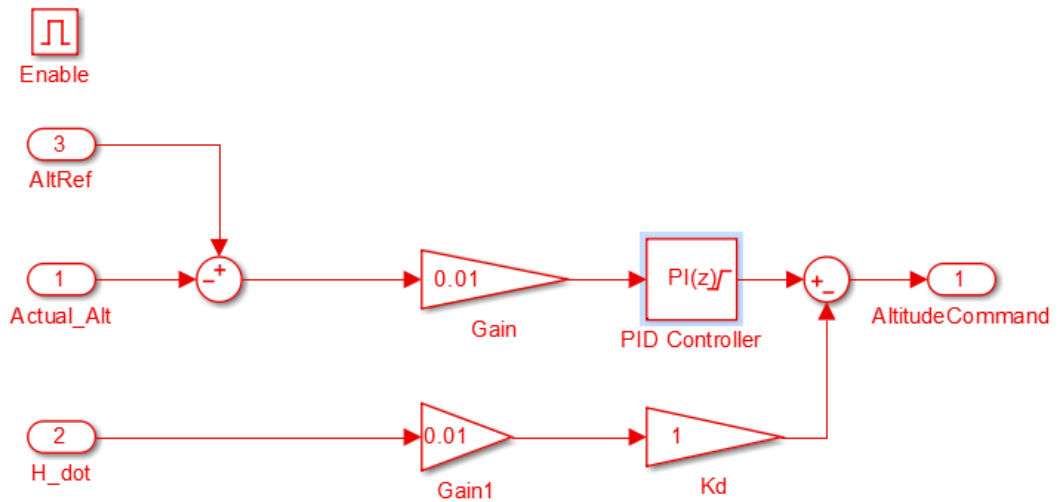 Enable
3
AltRef
1
Actual_Alt
− +
0.01
Gain
PI(z)
PID Controller
+ −
1
AltitudeCommand
2
H_dot
0.01
Gain1
1
Kd